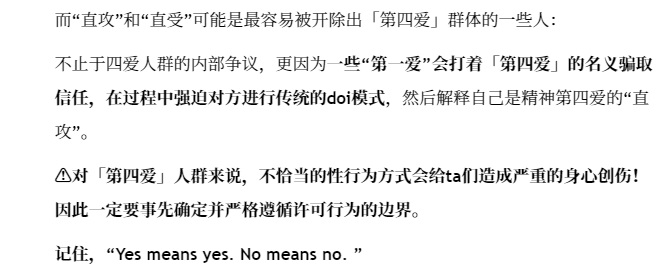 而“直攻”和“直受”可能是最容易被开除出「第四爱」群体的一些人：
不止于四爱人群的内部争议，更因为一些“第一爱”会打着「第四爱」的名义骗取
信任，在过程中强迫对方进行传统的doi模式，然后解释自己是精神第四爱的“直
攻”。
⚠对「第四爱」人群来说，不恰当的性行为方式会给ta们造成严重的身心创伤！
因此一定要事先确定并严格遵循许可行为的边界。
记住，“Yes means yes. No means no. ”